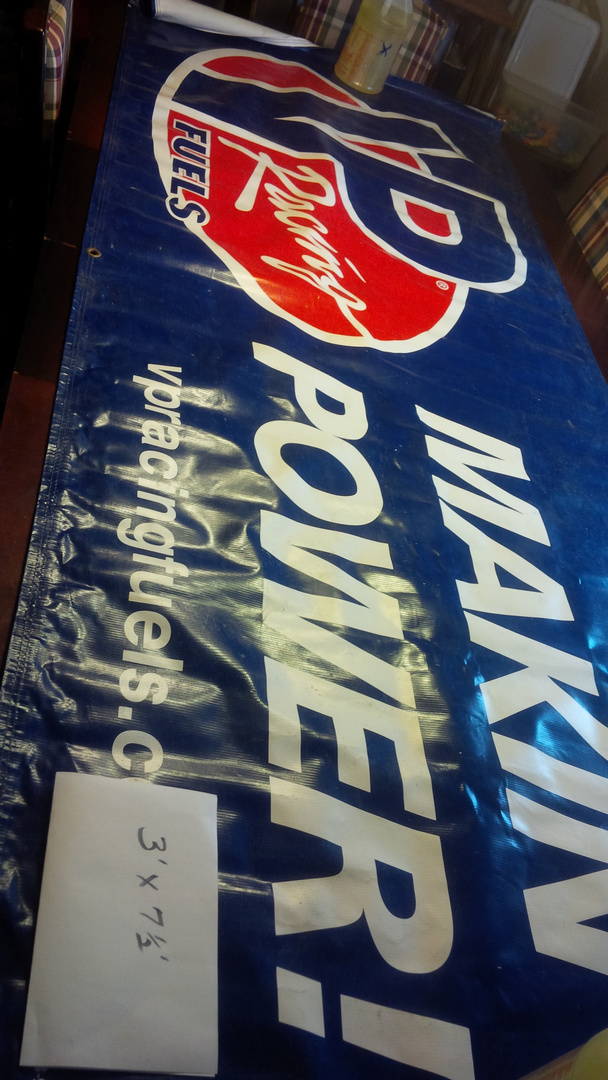 VP
Racing
®
FUELS
MAKIN
POWER!
vpracingfuels.c
3' x 7½'
X